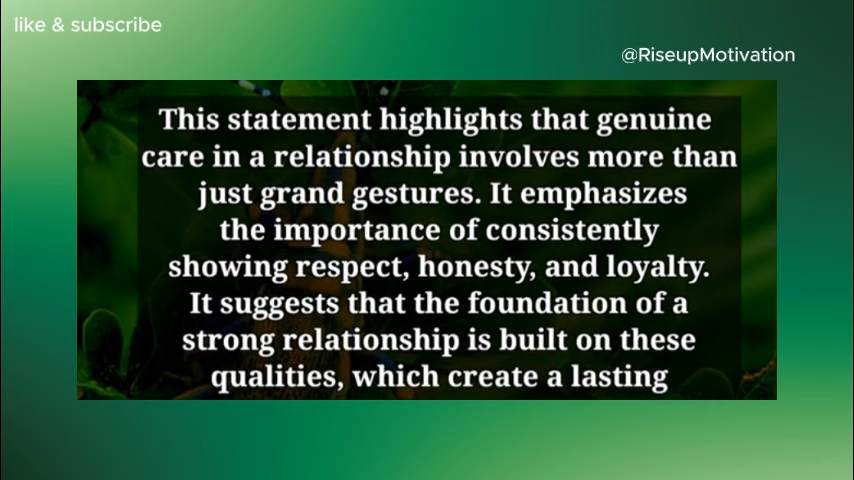 like & subscribe
@RiseupMotivation
This statement highlights that genuine
care in a relationship involves more than
just grand gestures. It emphasizes
the importance of consistently
showing respect, honesty, and loyalty.
It suggests that the foundation of a
strong relationship is built on these
qualities, which create a lasting